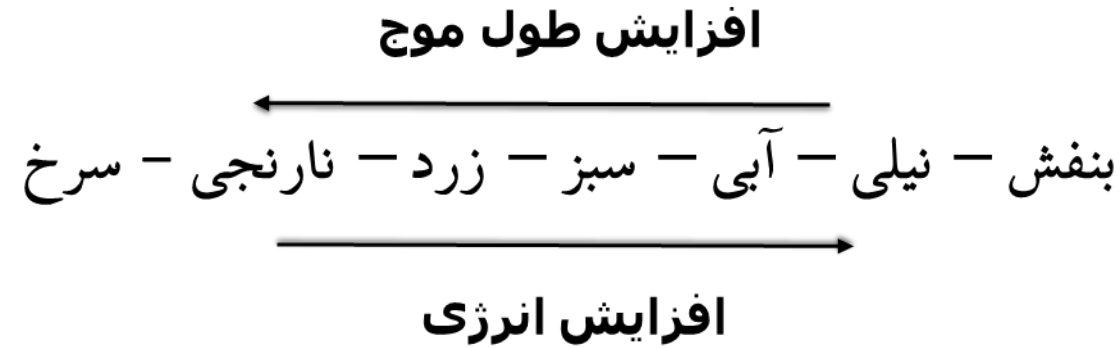 افزایش طول موج
بنفش – نیلی – آبی – سبز – زرد – نارنجی – سرخ
افزایش انرژی